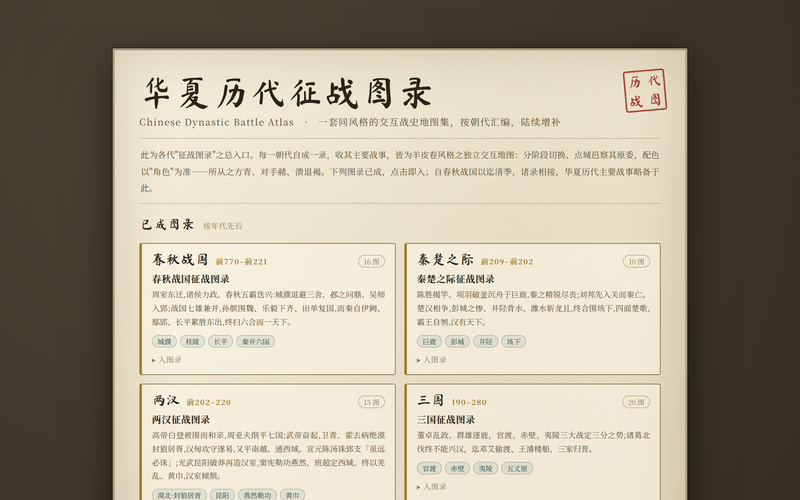 华夏历代征战图录
历代
战图
Chinese Dynastic Battle Atlas · 一套同风格的交互战史地图集，按朝代汇编，陆续增补
此为各代"征战图录"之总入口。每一朝代自成一录，收其主要战事，皆为羊皮卷风格之独立交互地图：分阶段切换、点城邑察其原委，配色
以"角色"为准——所从之方青、对手赭、溃退褐。下列图录已成，点击即入；自春秋战国以迄清季，诸录相接，华夏历代主要战事略备于
此。
已成图录 按年代先后
春秋战国 前770–前221 16 图
春秋战国征战图录
周室东迁,诸侯力政。春秋五霸迭兴:城濮退避三舍、邲之问鼎、吴师
入郢;战国七雄兼并,孙膑围魏、乐毅下齐、田单复国,而秦自伊阙、
鄢郢、长平累胜东出,终扫六合而一天下。
城濮 桂陵 长平 秦并六国
▸ 入图录
秦楚之际 前209–前202 10 图
秦楚之际征战图录
陈胜揭竿、项羽破釜沉舟于巨鹿,秦之精锐尽丧;刘邦先入关而秦亡。
楚汉相争,彭城之惨、井陉背水、潍水斩龙且,终合围垓下,四面楚歌,
霸王自刎,汉有天下。
巨鹿 彭城 井陉 垓下
▸ 入图录
两汉 前202–220 15 图
两汉征战图录
高帝白登被围而和亲,周亚夫削平七国;武帝奋起,卫青、霍去病绝漠
封狼居胥,汉匈攻守遂易,又平南越、通西域。宣元陈汤诛郅支「虽远
必诛」;光武昆阳破莽再造汉室,窦宪勒功燕然、班超定西域。终以羌
乱、黄巾,汉室倾颓。
漠北·封狼居胥 昆阳 燕然勒功 黄巾
三国 190–280 20 图
三国征战图录
董卓乱政、群雄逐鹿，官渡、赤壁、夷陵三大战定三分之势;诸葛北
伐终不能兴汉，迄邓艾偷渡、王濬楼船，三家归晋。
官渡 赤壁 夷陵 五丈原
▸ 入图录